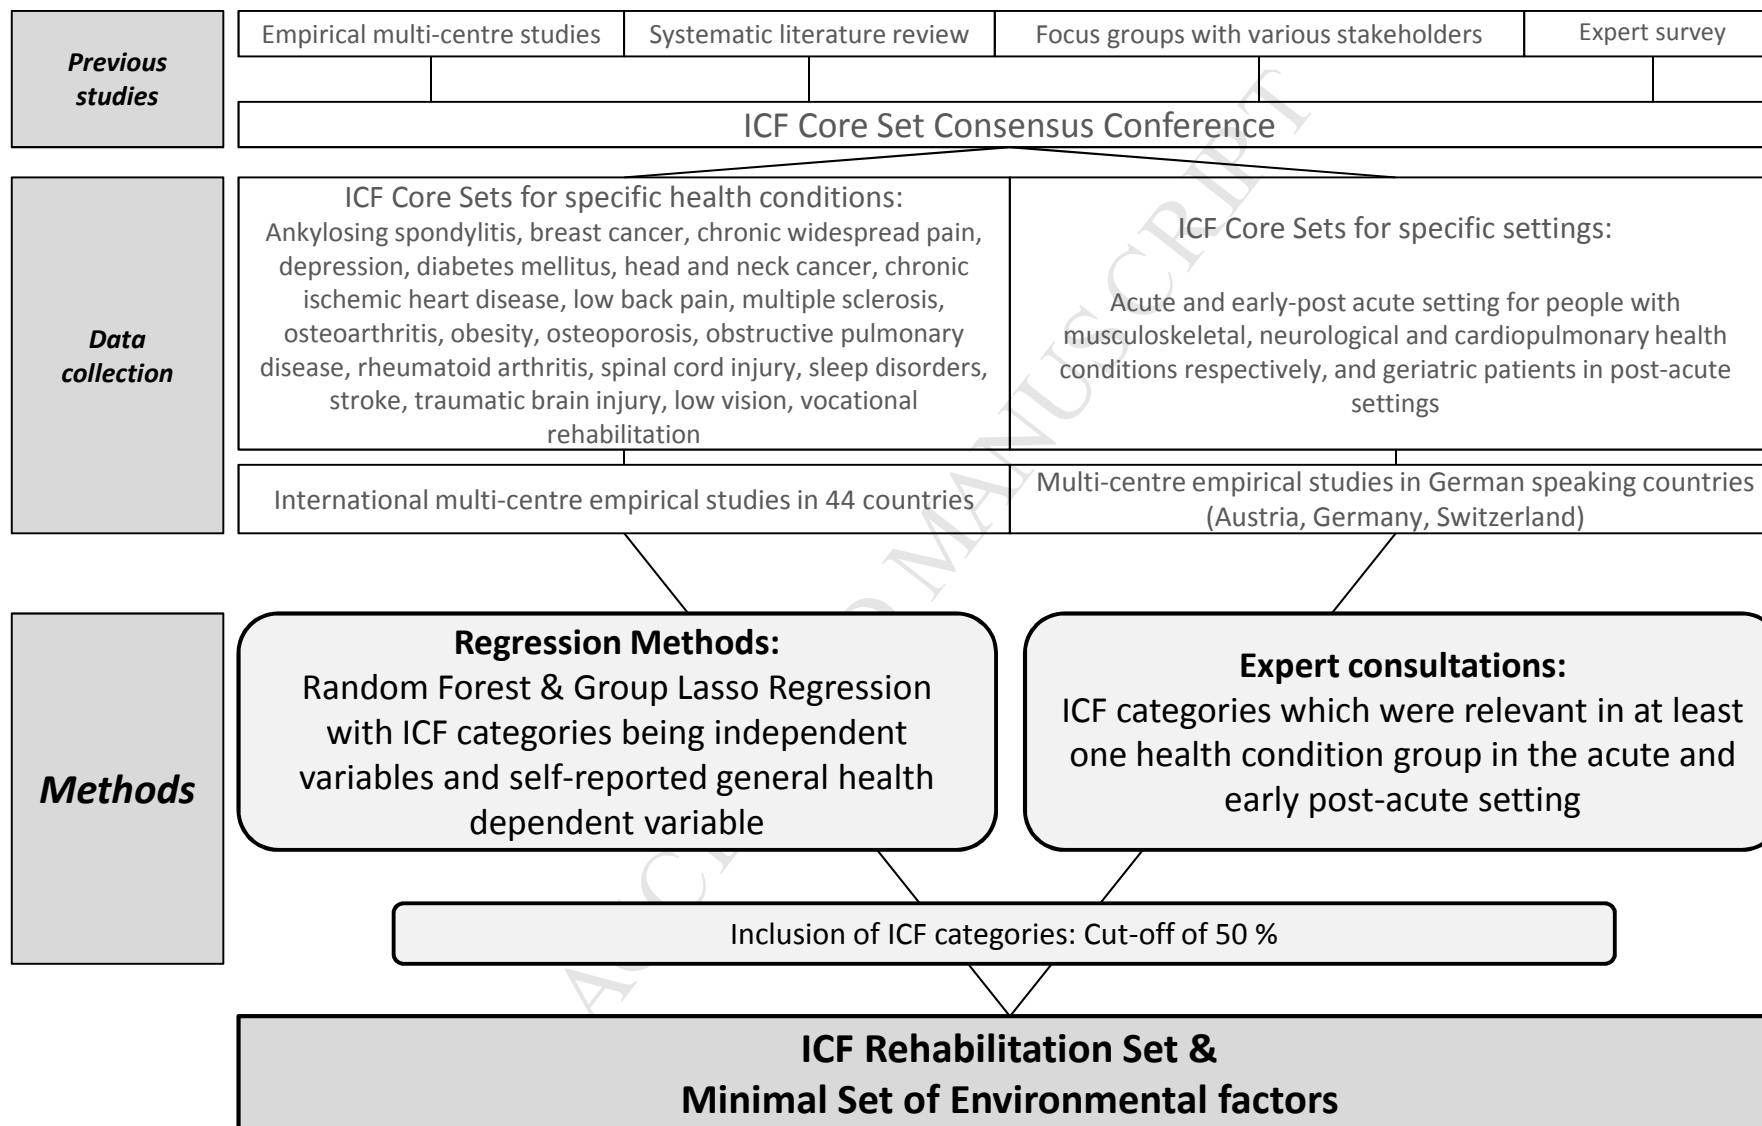 Previous
studies
Empirical multi-centre studies
Systematic literature review
Focus groups with various stakeholders
Expert survey
ICF Core Set Consensus Conference
Data
collection
ICF Core Sets for specific health conditions:
Ankylosing spondylitis, breast cancer, chronic widespread pain,
depression, diabetes mellitus, head and neck cancer, chronic
ischemic heart disease, low back pain, multiple sclerosis,
osteoarthritis, obesity, osteoporosis, obstructive pulmonary
disease, rheumatoid arthritis, spinal cord injury, sleep disorders,
stroke, traumatic brain injury, low vision, vocational
rehabilitation
ICF Core Sets for specific settings:
Acute and early-post acute setting for people with
musculoskeletal, neurological and cardiopulmonary health
conditions respectively, and geriatric patients in post-acute
settings
International multi-centre empirical studies in 44 countries
Multi-centre empirical studies in German speaking countries
(Austria, Germany, Switzerland)
Methods
Regression Methods:
Random Forest & Group Lasso Regression
with ICF categories being independent
variables and self-reported general health
dependent variable
Expert consultations:
ICF categories which were relevant in at least
one health condition group in the acute and
early post-acute setting
Inclusion of ICF categories: Cut-off of 50 %
ICF Rehabilitation Set &
Minimal Set of Environmental factors
MANUSCRIPT